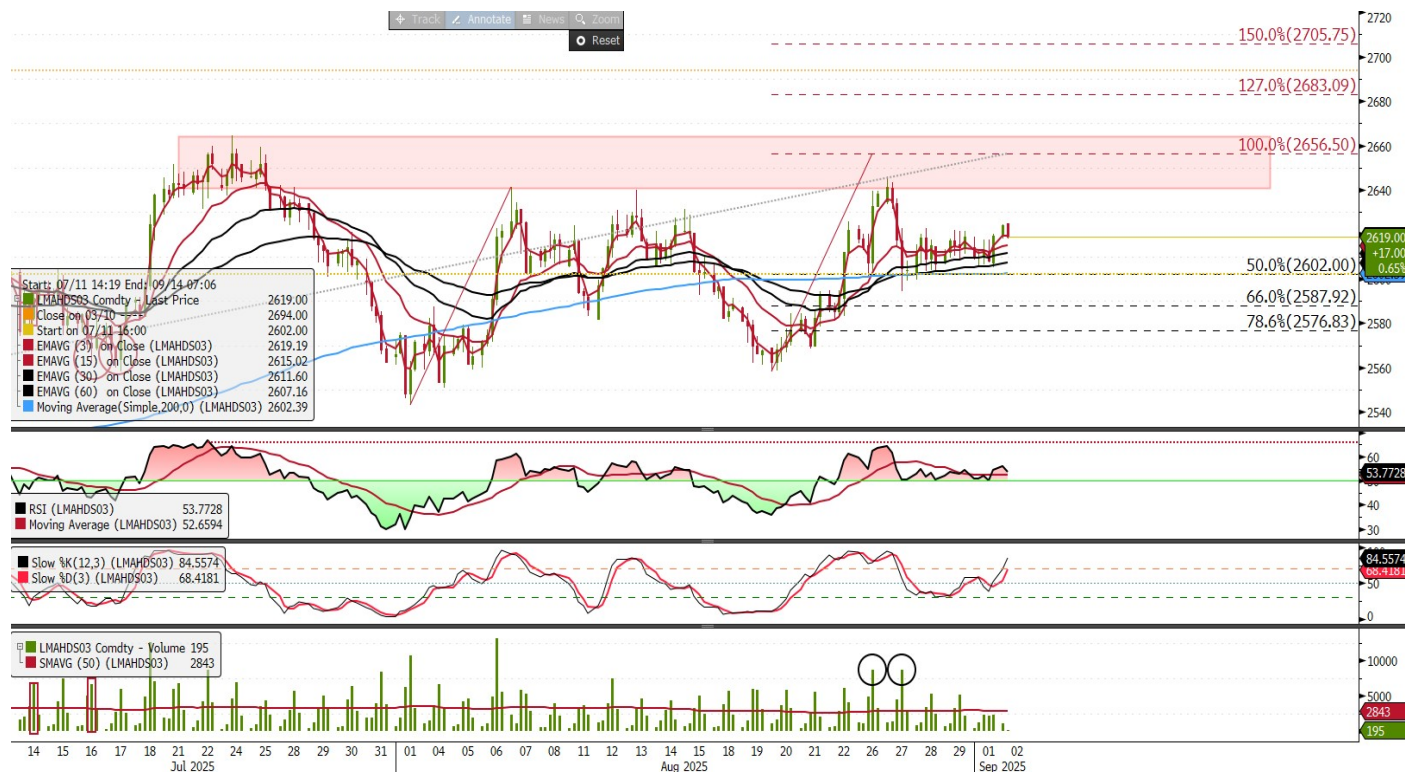 Track Annotate News Zoom
Reset
2720
150.0%(2705.75)
2700
127.0%(2683.09)
2680
2660
100.0%(2656.50)
2640
2619.00
+17.00
0.65%
50.0%(2602.00)
66.0%(2587.92)
2580
78.6%(2576.83)
2560
2540
Start: 07/11 14:19 End: 09/14 07:06
LMAHDS03 Comdty - Last Price 2619.00
Close on 03/10 --- 2694.00
Start on 07/11 16:00 2602.00
EMAVG (3) on Close (LMAHDS03) 2619.19
EMAVG (15) on Close (LMAHDS03) 2615.02
EMAVG (30) on Close (LMAHDS03) 2611.60
EMAVG (60) on Close (LMAHDS03) 2607.16
Moving Average(Simple,200,0) (LMAHDS03) 2602.39
60
53.7728
40
30
RSI (LMAHDS03) 53.7728
Moving Average (LMAHDS03) 52.6594
Slow %K(12,3) (LMAHDS03) 84.5574
Slow %D(3) (LMAHDS03) 68.4181
84.5574
68.4181
50
0
LMAHDS03 Comdty - Volume 195
SMAVG (50) (LMAHDS03) 2843
10000
5000
2843
195
14 15 16 17 18 21 22 23 24 25 28 29 30 31 01 04 05 06 07 08 11 12 13 14 15 18 19 20 21 22 26 27 28 29 01 02
Jul 2025 Aug 2025 Sep 2025